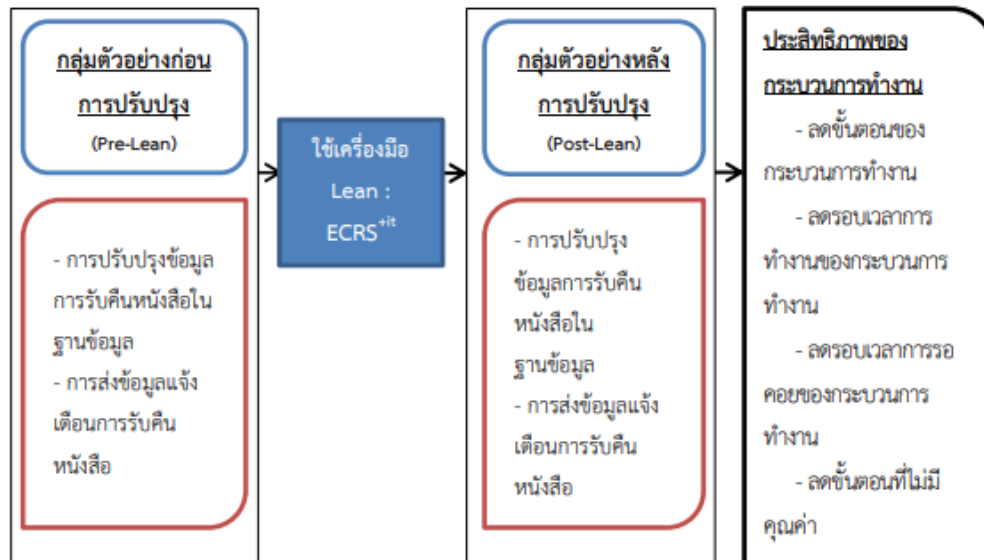 กลุ่มตัวอย่างก่อน
การปรับปรุง
(Pre-Lean)
- การปรับปรุงข้อมูล
การรับคืนหนังสือใน
ฐานข้อมูล
- การส่งข้อมูลแจ้ง
เตือนการรับคืน
หนังสือ
ใช้เครื่องมือ
Lean :
ECRS+it
กลุ่มตัวอย่างหลัง
การปรับปรุง
(Post-Lean)
- การปรับปรุง
ข้อมูลการรับคืน
หนังสือใน
ฐานข้อมูล
- การส่งข้อมูลแจ้ง
เตือนการรับคืน
หนังสือ
ประสิทธิภาพของ
กระบวนการทำงาน
- ลดขั้นตอนของ
กระบวนการทำงาน
- ลดรอบเวลาการ
ทำงานของกระบวนการ
ทำงาน
- ลดรอบเวลาการรอ
คอยของกระบวนการ
ทำงาน
- ลดขั้นตอนที่ไม่มี
คุณค่า